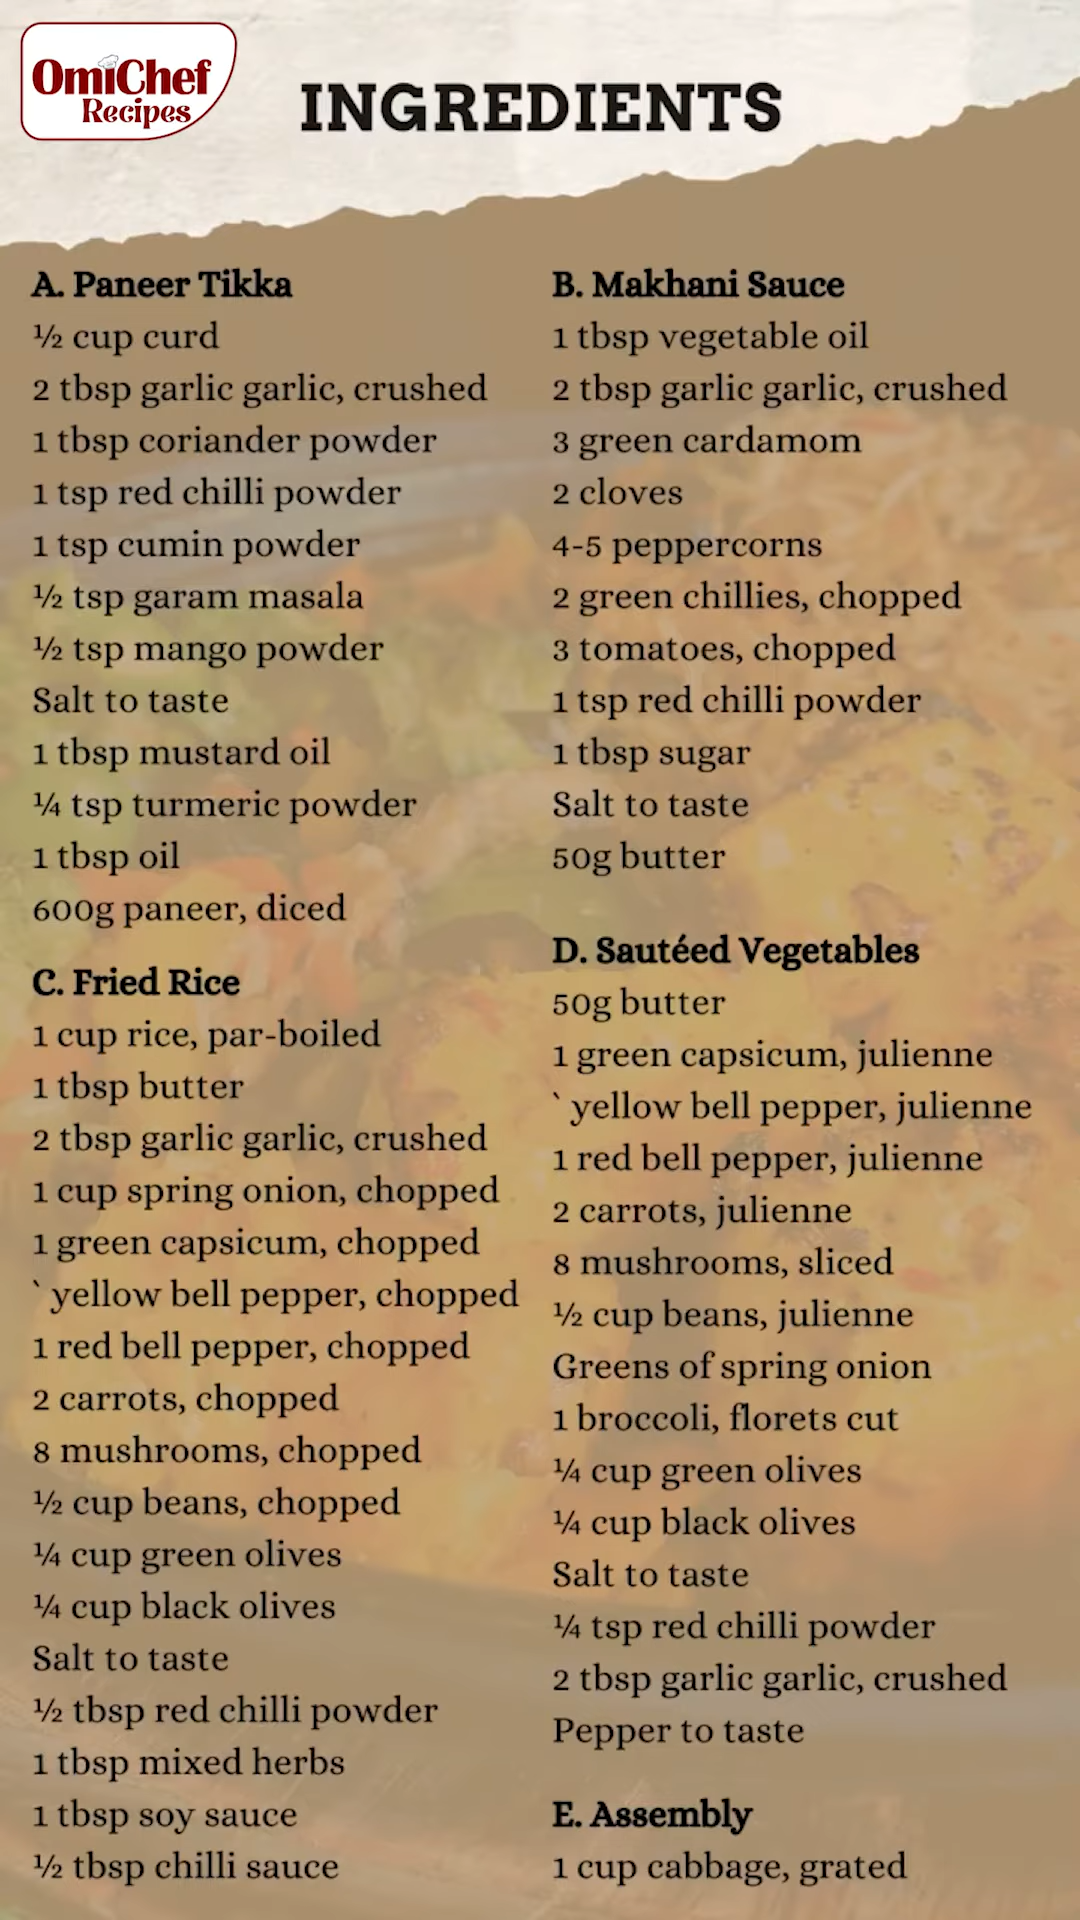 OmiChef
Recipes
INGREDIENTS
A. Paneer Tikka
½ cup curd
2 tbsp garlic garlic, crushed
1 tbsp coriander powder
1 tsp red chilli powder
1 tsp cumin powder
½ tsp garam masala
½ tsp mango powder
Salt to taste
1 tbsp mustard oil
¼ tsp turmeric powder
1 tbsp oil
600g paneer, diced
B. Makhani Sauce
1 tbsp vegetable oil
2 tbsp garlic garlic, crushed
3 green cardamom
2 cloves
4-5 peppercorns
2 green chillies, chopped
3 tomatoes, chopped
1 tsp red chilli powder
1 tbsp sugar
Salt to taste
50g butter
C. Fried Rice
1 cup rice, par-boiled
1 tbsp butter
2 tbsp garlic garlic, crushed
1 cup spring onion, chopped
1 green capsicum, chopped
` yellow bell pepper, chopped
1 red bell pepper, chopped
2 carrots, chopped
8 mushrooms, chopped
½ cup beans, chopped
¼ cup green olives
¼ cup black olives
Salt to taste
½ tbsp red chilli powder
1 tbsp mixed herbs
1 tbsp soy sauce
½ tbsp chilli sauce
D. Sautéed Vegetables
50g butter
1 green capsicum, julienne
` yellow bell pepper, julienne
1 red bell pepper, julienne
2 carrots, julienne
8 mushrooms, sliced
½ cup beans, julienne
Greens of spring onion
1 broccoli, florets cut
¼ cup green olives
¼ cup black olives
Salt to taste
¼ tsp red chilli powder
2 tbsp garlic garlic, crushed
Pepper to taste
E. Assembly
1 cup cabbage, grated